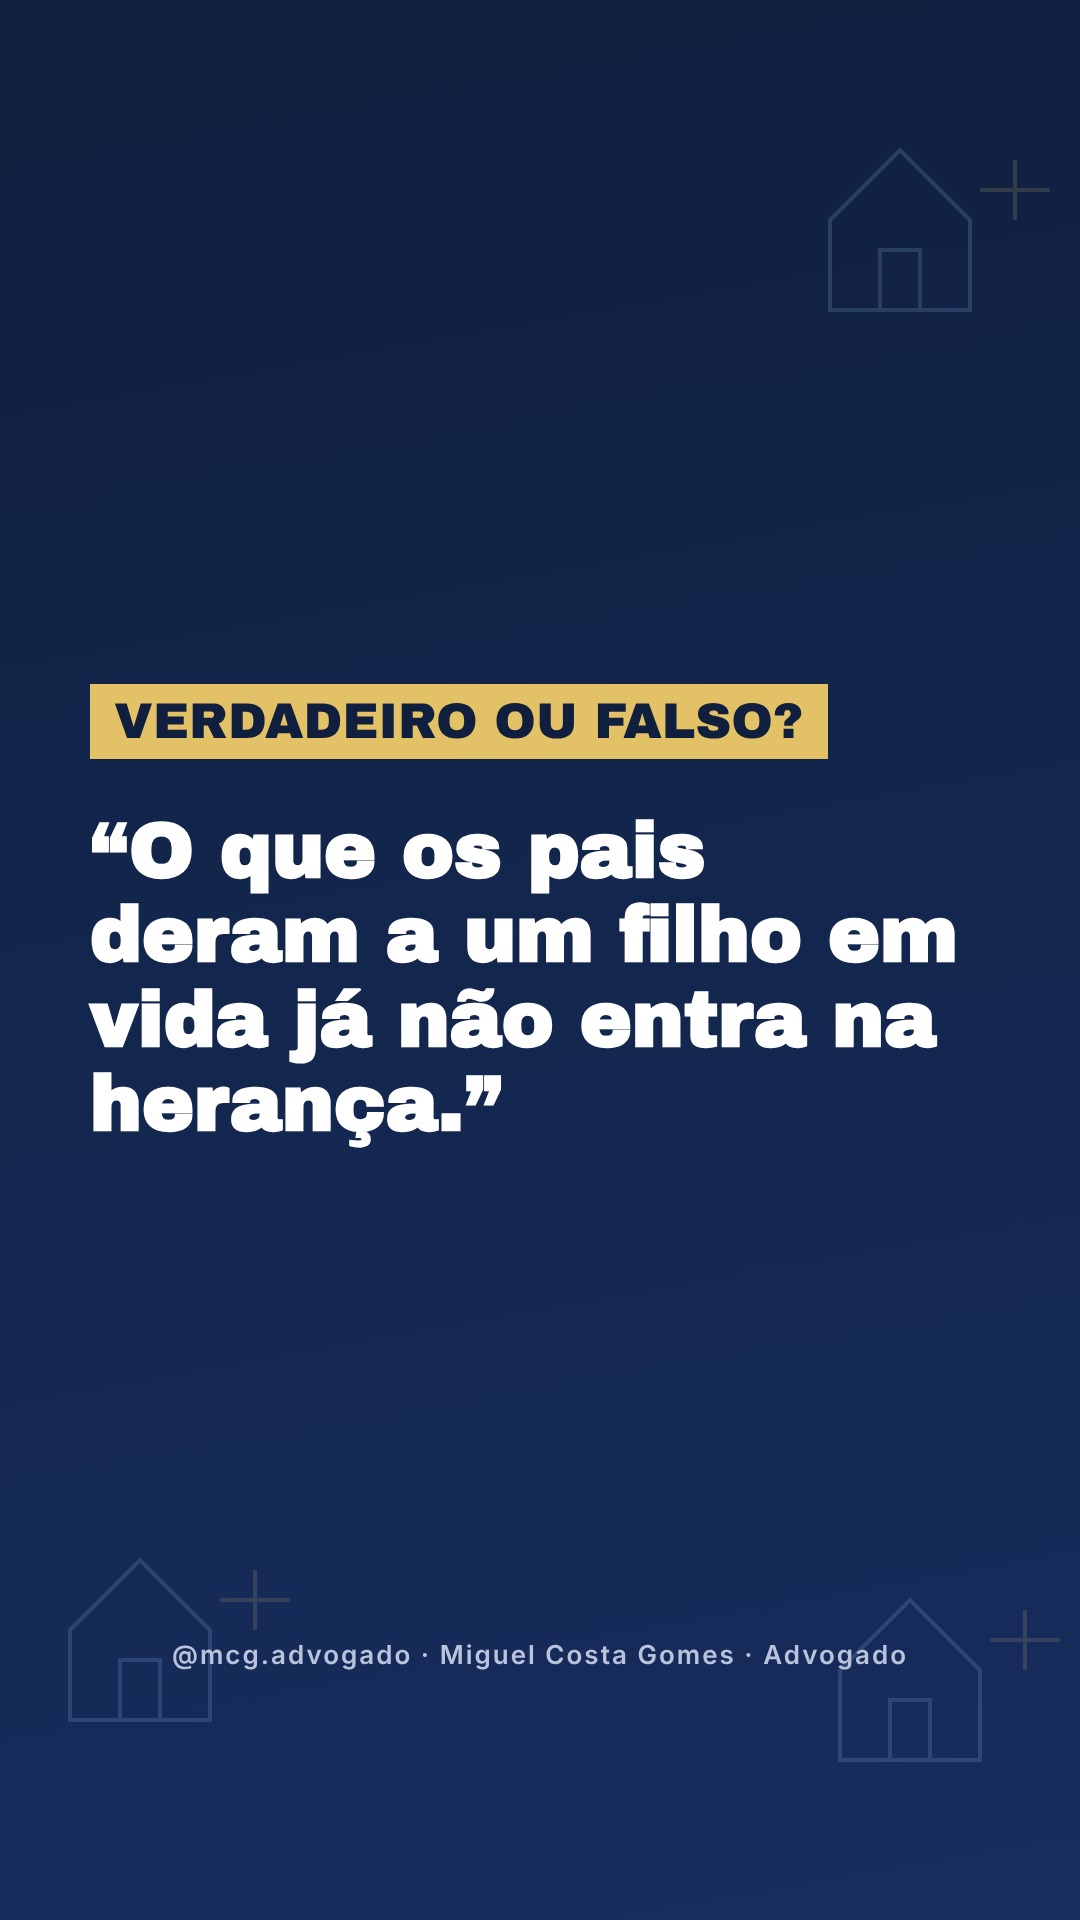 VERDADEIRO OU FALSO?
“O que os pais
deram a um filho em
vida já não entra na
herança.”
@mcg.advogado · Miguel Costa Gomes · Advogado